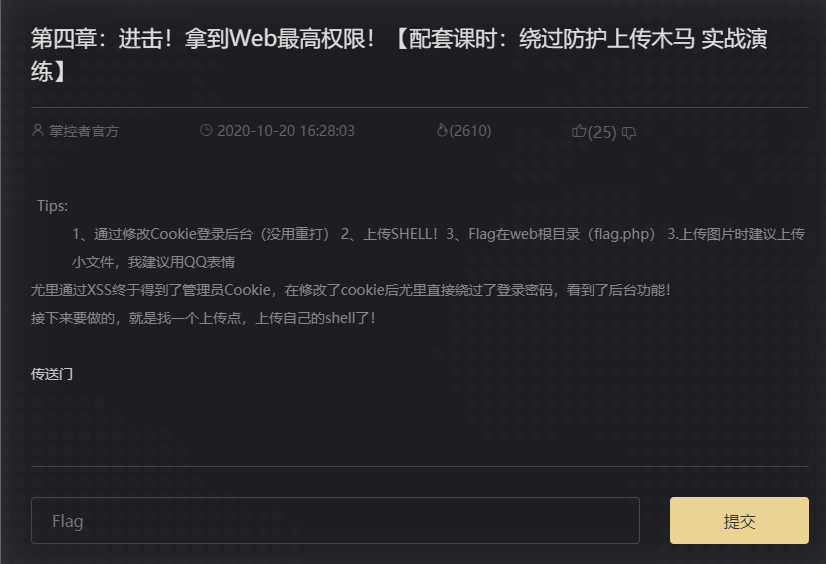 第四章：进击！拿到Web最高权限！【配套课时：绕过防护上传木马 实战演
练】
掌控者官方 2020-10-20 16:28:03 (2610) (25)
Tips:
1、通过修改Cookie登录后台（没用重打） 2、上传SHELL！3、Flag在web根目录（flag.php） 3.上传图片时建议上传
小文件，我建议用QQ表情
尤里通过XSS终于得到了管理员Cookie，在修改了cookie后尤里直接绕过了登录密码，看到了后台功能！
接下来要做的，就是找一个上传点，上传自己的shell了！
传送门
Flag 提交